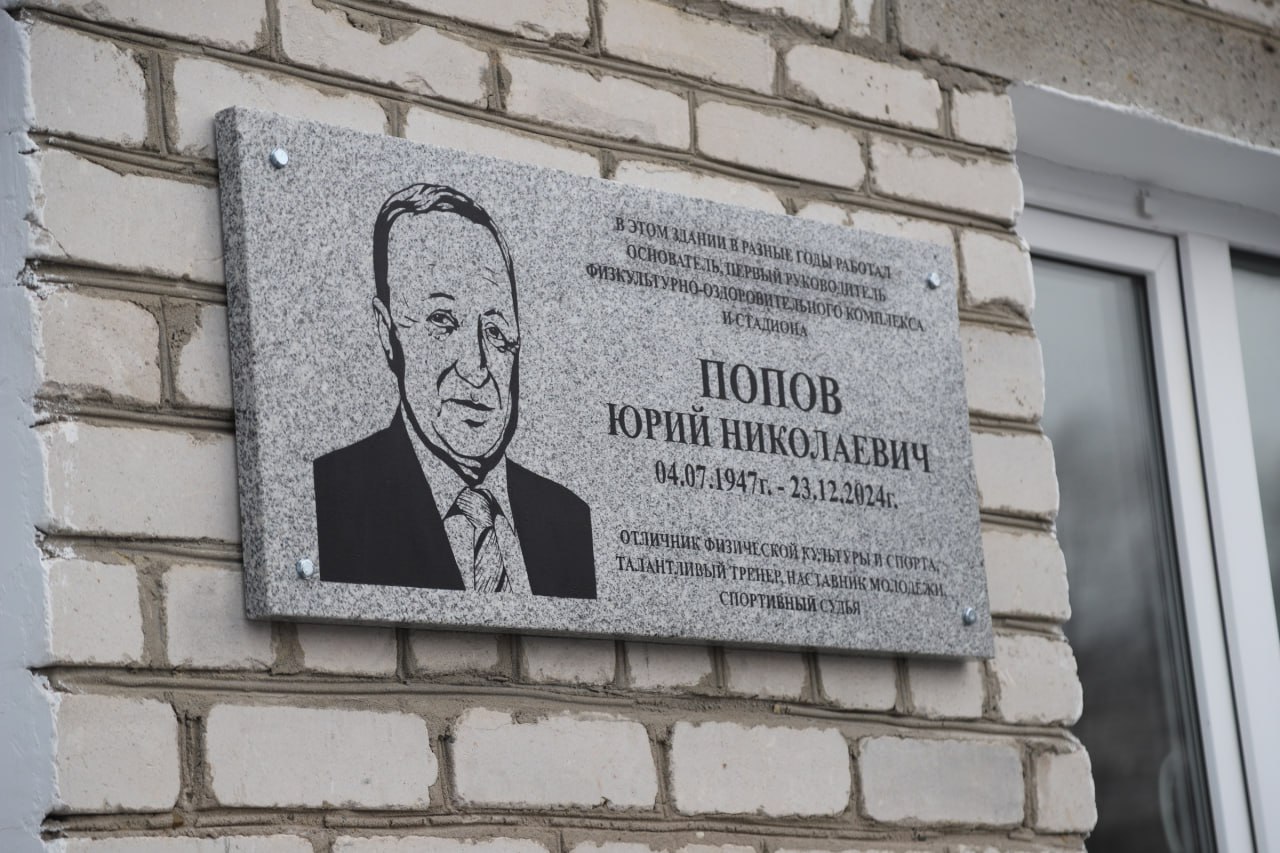 В ЭТОМ ЗДАНИИ В РАЗНЫЕ ГОДЫ РАБОТАЛ
ОСНОВАТЕЛЬ, ПЕРВЫЙ РУКОВОДИТЕЛЬ
ФИЗКУЛЬТУРНО-ОЗДОРОВИТЕЛЬНОГО КОМПЛЕКСА
И СТАДИОНА
ПОПОВ
ЮРИЙ НИКОЛАЕВИЧ
04.07.1947г. - 23.12.2024г.
ОТЛИЧНИК ФИЗИЧЕСКОЙ КУЛЬТУРЫ И СПОРТА,
ТАЛАНТЛИВЫЙ ТРЕНЕР, НАСТАВНИК МОЛОДЕЖИ,
СПОРТИВНЫЙ СУДЬЯ